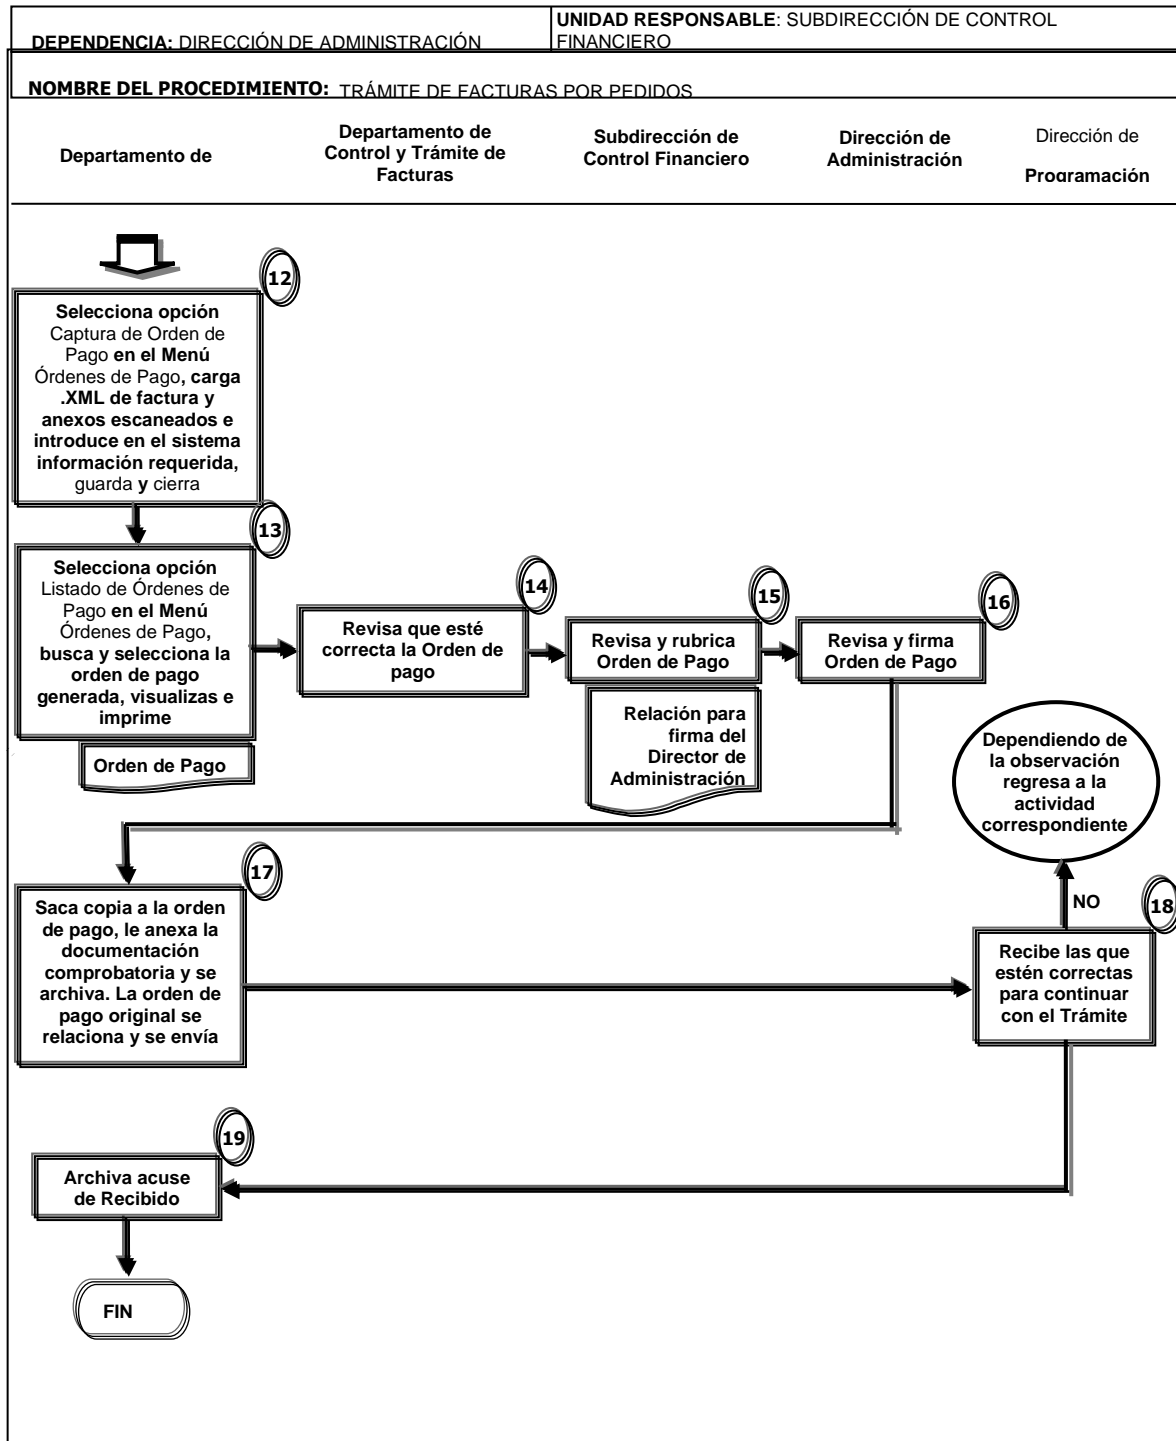 DEPENDENCIA: DIRECCIÓN DE ADMINISTRACIÓN
UNIDAD RESPONSABLE: SUBDIRECCIÓN DE CONTROL
FINANCIERO
NOMBRE DEL PROCEDIMIENTO: TRÁMITE DE FACTURAS POR PEDIDOS
Departamento de
Departamento de
Control y Trámite de
Facturas
Subdirección de
Control Financiero
Dirección de
Administración
Dirección de
Programación
12
Selecciona opción
Captura de Orden de
Pago en el Menú
Órdenes de Pago, carga
.XML de factura y
anexos escaneados e
introduce en el sistema
información requerida,
guarda y cierra
13
Selecciona opción
Listado de Órdenes de
Pago en el Menú
Órdenes de Pago,
busca y selecciona la
orden de pago
generada, visualizas e
imprime
Orden de Pago
14
Revisa que esté
correcta la Orden de
pago
15
Revisa y rubrica
Orden de Pago
Relación para
firma del
Director de
Administración
16
Revisa y firma
Orden de Pago
Dependiendo de
la observación
regresa a la
actividad
correspondiente
NO
17
Saca copia a la orden
de pago, le anexa la
documentación
comprobatoria y se
archiva. La orden de
pago original se
relaciona y se envía
18
Recibe las que
estén correctas
para continuar
con el Trámite
19
Archiva acuse
de Recibido
FIN